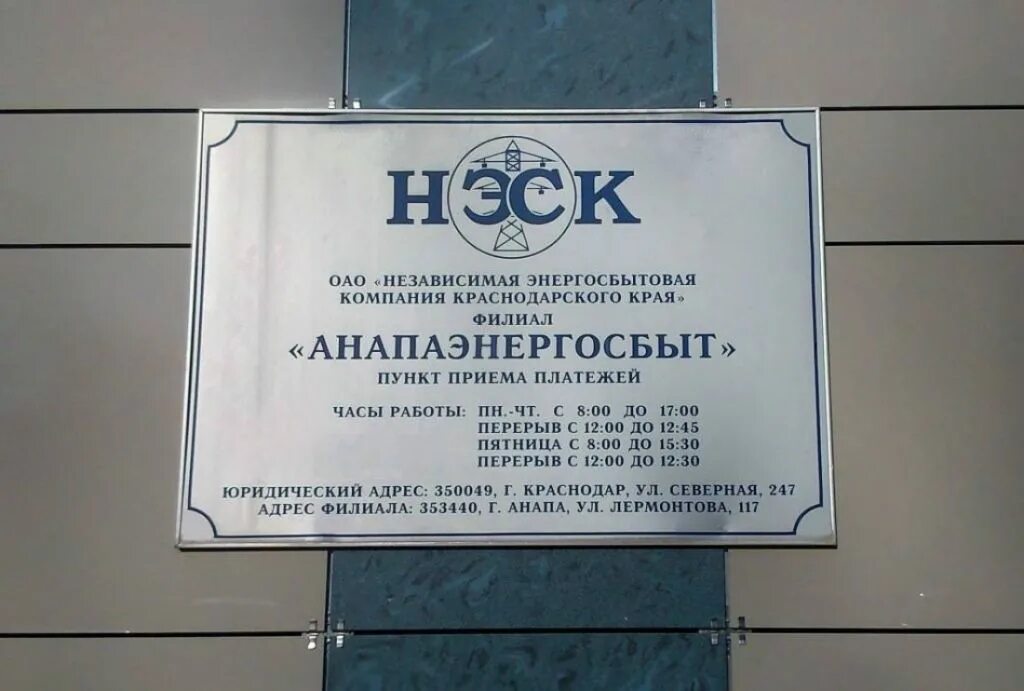 НЭСК
ОАО «НЕЗАВИСИМАЯ ЭНЕРГОСБЫТОВАЯ
КОМПАНИЯ КРАСНОДАРСКОГО КРАЯ»
ФИЛИАЛ
«АНАПАЭНЕРГОСБЫТ»
ПУНКТ ПРИЕМА ПЛАТЕЖЕЙ
ЧАСЫ РАБОТЫ: ПН.-ЧТ. С 8:00 ДО 17:00
ПЕРЕРЫВ С 12:00 ДО 12:45
ПЯТНИЦА С 8:00 ДО 15:30
ПЕРЕРЫВ С 12:00 ДО 12:30
ЮРИДИЧЕСКИЙ АДРЕС: 350049, Г. КРАСНОДАР, УЛ. СЕВЕРНАЯ, 247
АДРЕС ФИЛИАЛА: 353440, Г. АНАПА, УЛ. ЛЕРМОНТОВА, 117